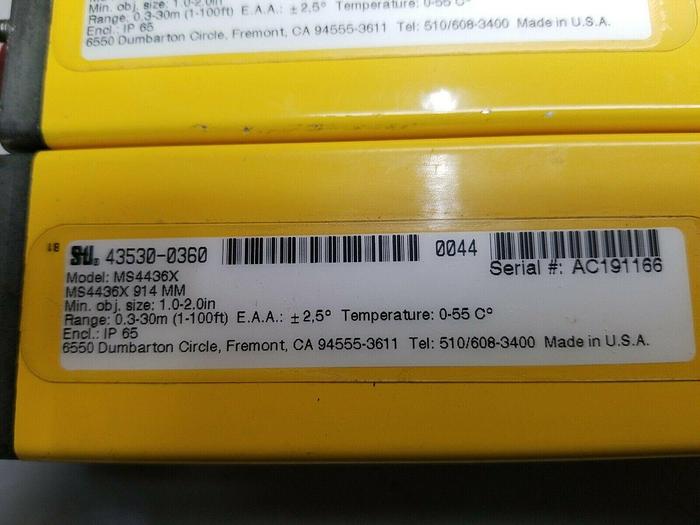 Min. obj. size: 1.0-2.0in
Range: 0.3-30m (1-100ft) E.A.A.: ±2,5° Temperature: 0-55 C°
Encl.: IP 65
6550 Dumbarton Circle, Fremont, CA 94555-3611 Tel: 510/608-3400 Made in U.S.A.
STI. 43530-0360 0044
Serial #: AC191166
Model: MS4436X
MS4436X 914 MM
Min. obj. size: 1.0-2.0in
Range: 0.3-30m (1-100ft) E.A.A.: ±2,5° Temperature: 0-55 C°
Encl.: IP 65
6550 Dumbarton Circle, Fremont, CA 94555-3611 Tel: 510/608-3400 Made in U.S.A.